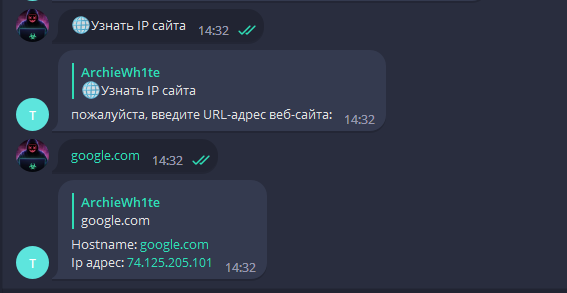 🌐Узнать IP сайта 14:32
ArchieWh1te
🌐Узнать IP сайта
пожалуйста, введите URL-адрес веб-сайта: 14:32
T
google.com 14:32
ArchieWh1te
google.com
Hostname: google.com
Ip адрес: 74.125.205.101 14:32
T